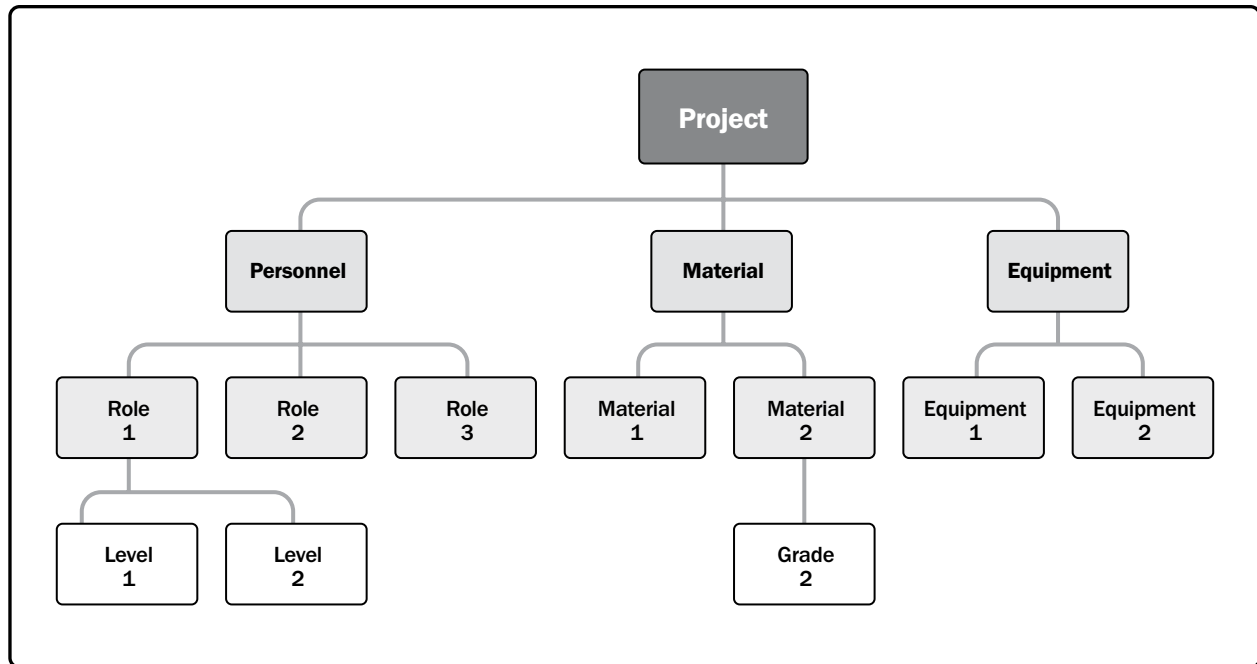 Project
Personnel
Material
Equipment
Role
1
Role
2
Role
3
Material
1
Material
2
Equipment
1
Equipment
2
Level
1
Level
2
Grade
2